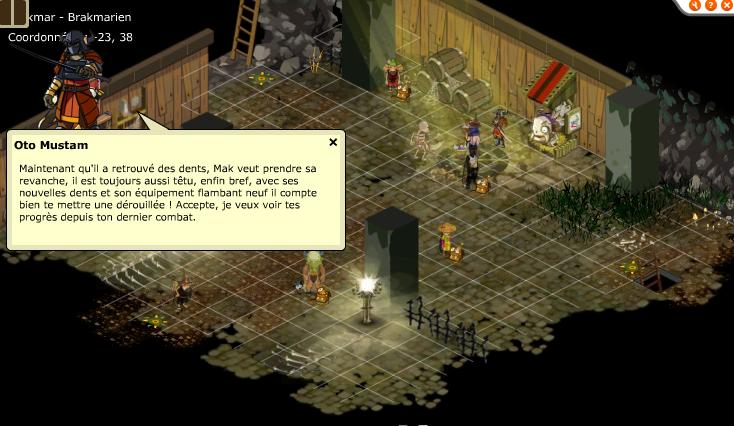 kmar - Brakmarien
Coordonné -23, 38
Oto Mustam
Maintenant qu'il a retrouvé des dents, Mak veut prendre sa
revanche, il est toujours aussi têtu, enfin bref, avec ses
nouvelles dents et son équipement flambant neuf il compte
bien te mettre une dérouillée ! Accepte, je veux voir tes
progrès depuis ton dernier combat.